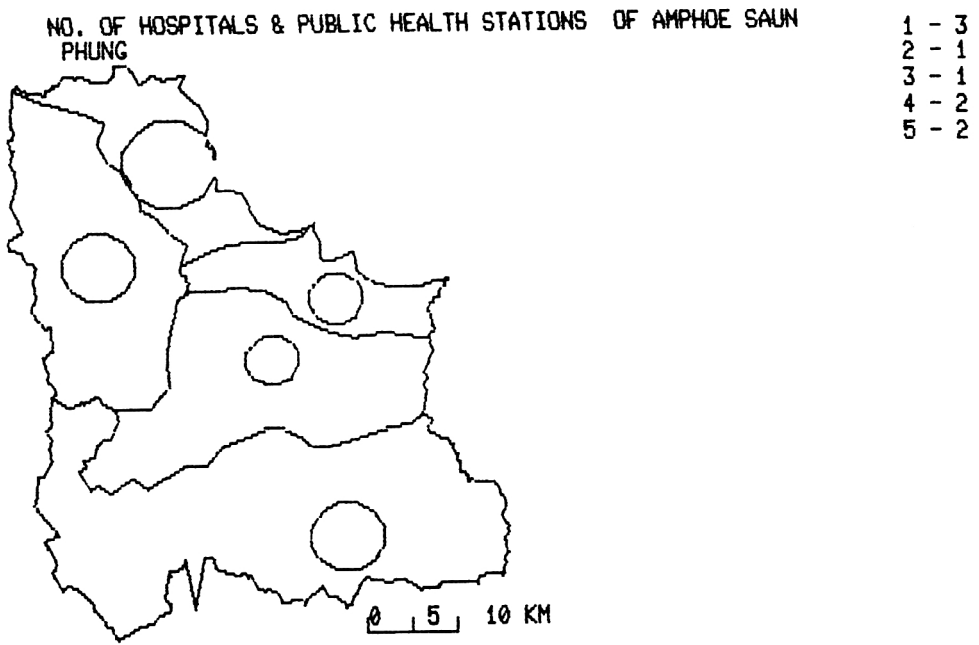 NO. OF HOSPITALS & PUBLIC HEALTH STATIONS OF AMPHOE SAUN
PHUNG
1 - 3
2 - 1
3 - 1
4 - 2
5 - 2
0 5 10 KM